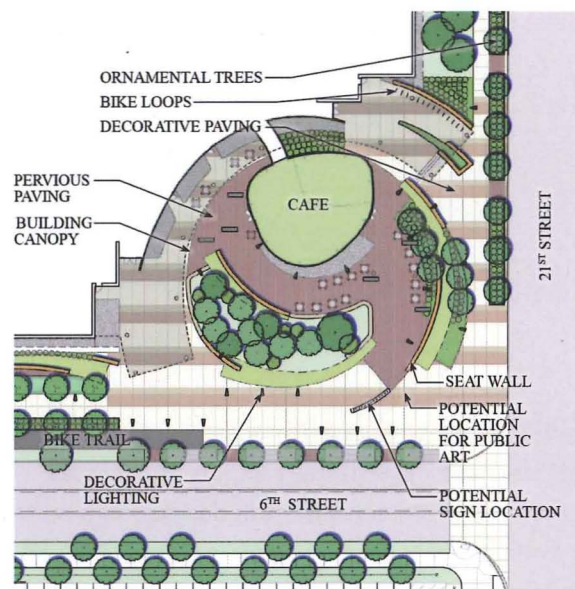 ORNAMENTAL TREES
BIKE LOOPS
DECORATIVE PAVING
PERVIOUS
PAVING
CAFE
BUILDING
CANOPY
21ST STREET
SEAT WALL
POTENTIAL
LOCATION
FOR PUBLIC
ART
BIKE TRAIL
DECORATIVE
LIGHTING
6TH STREET
POTENTIAL
SIGN LOCATION